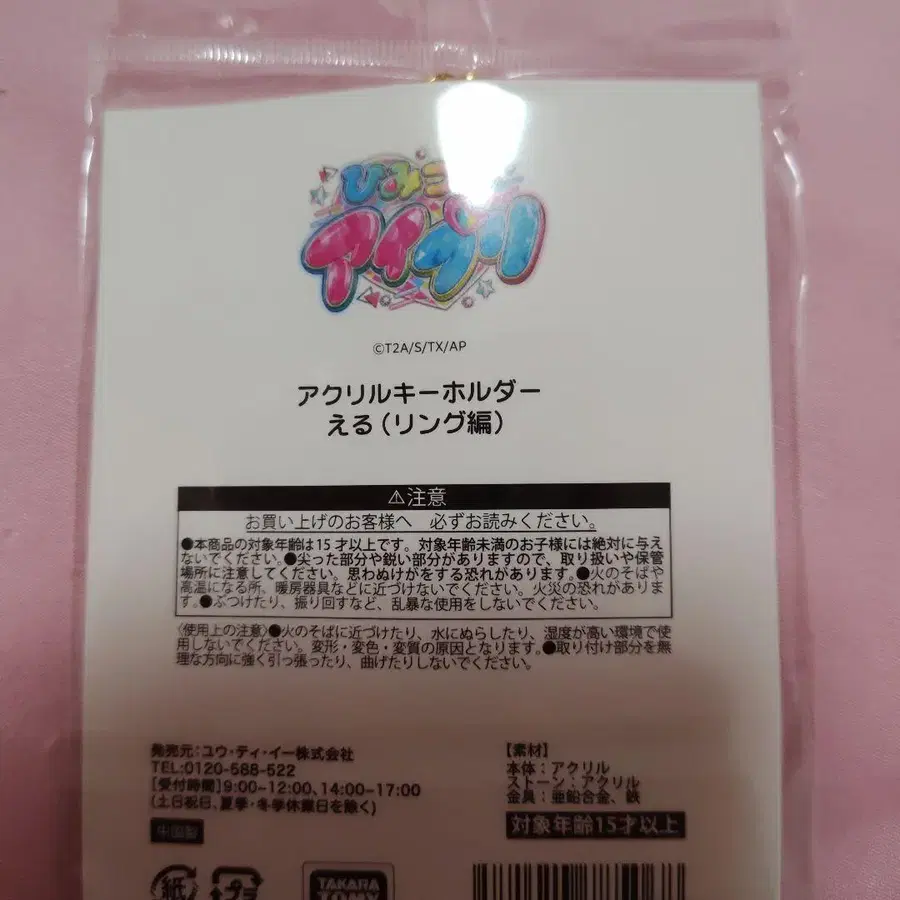 ひみ
アイプリ
©T2A/S/TX/AP
アクリルキーホルダー
える(リング編)
⚠注意
お買い上げのお客様へ 必ずお読みください。
●本商品の対象年齢は15才以上です。対象年齢未満のお子様には絶対に与え
ないでください。●尖った部分や鋭い部分がありますので、取り扱いや保管
場所に注意してください。思わぬけがをする恐れがあります。●火のそばや
高温になる所、暖房器具などに近づけないでください。火災の恐れがありま
す。●ぶつけたり、振り回すなど、乱暴な使用をしないでください。
〈使用上の注意〉●火のそばに近づけたり、水にぬらしたり、湿度が高い環境で使
用しないでください。変形・変色・変質の原因となります。●取り付け部分を無
理な方向に強く引っ張ったり、曲げたりしないでください。
発売元:ユウ・ティ・イー株式会社
TEL:0120-588-522
[受付時間]9:00~12:00、14:00~17:00
(土日祝日、夏季・冬季休業日を除く)
中国製
【素材】
本体:アクリル
ストーン:アクリル
金具:亜鉛合金、鉄
対象年齢15才以上
紙
プラ
TAKARA
TOMY